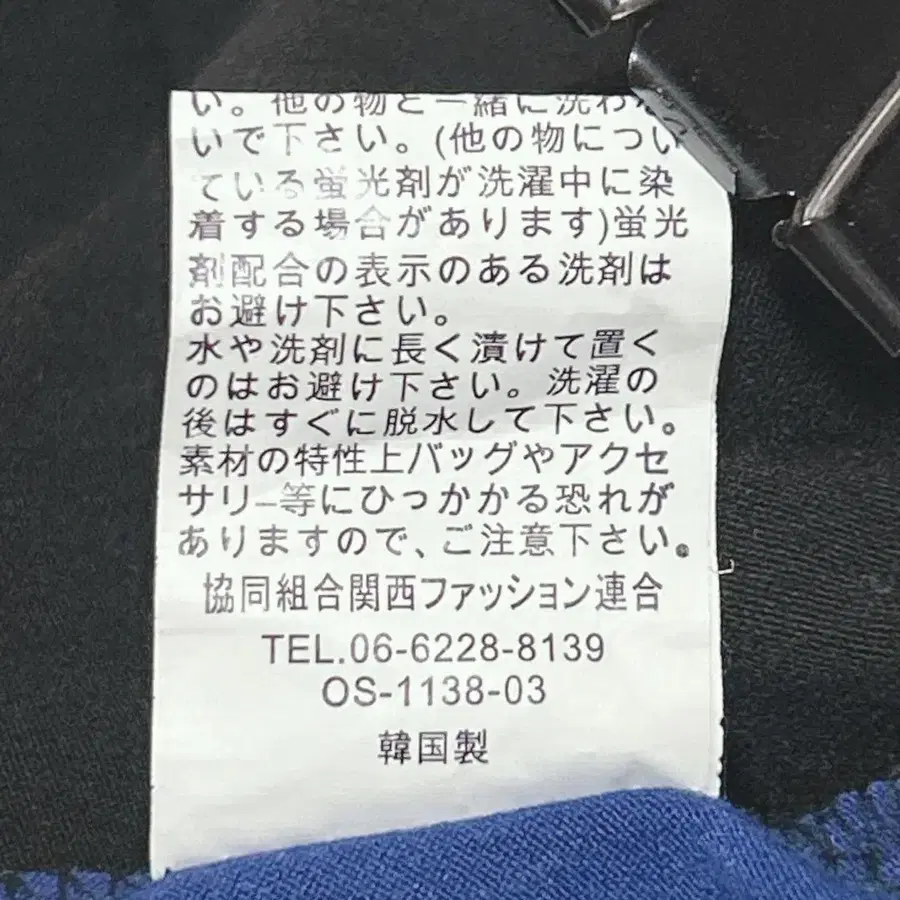 い。他の物と一緒に洗わな
いで下さい。(他の物につい
ている蛍光剤が洗濯中に染
着する場合があります)蛍光
剤配合の表示のある洗剤は
お避け下さい。
水や洗剤に長く漬けて置く
のはお避け下さい。洗濯の
後はすぐに脱水して下さい。
素材の特性上バッグやアクセ
サリー等にひっかかる恐れが
ありますので、ご注意下さい。
協同組合関西ファッション連合
TEL.06-6228-8139
OS-1138-03
韓国製